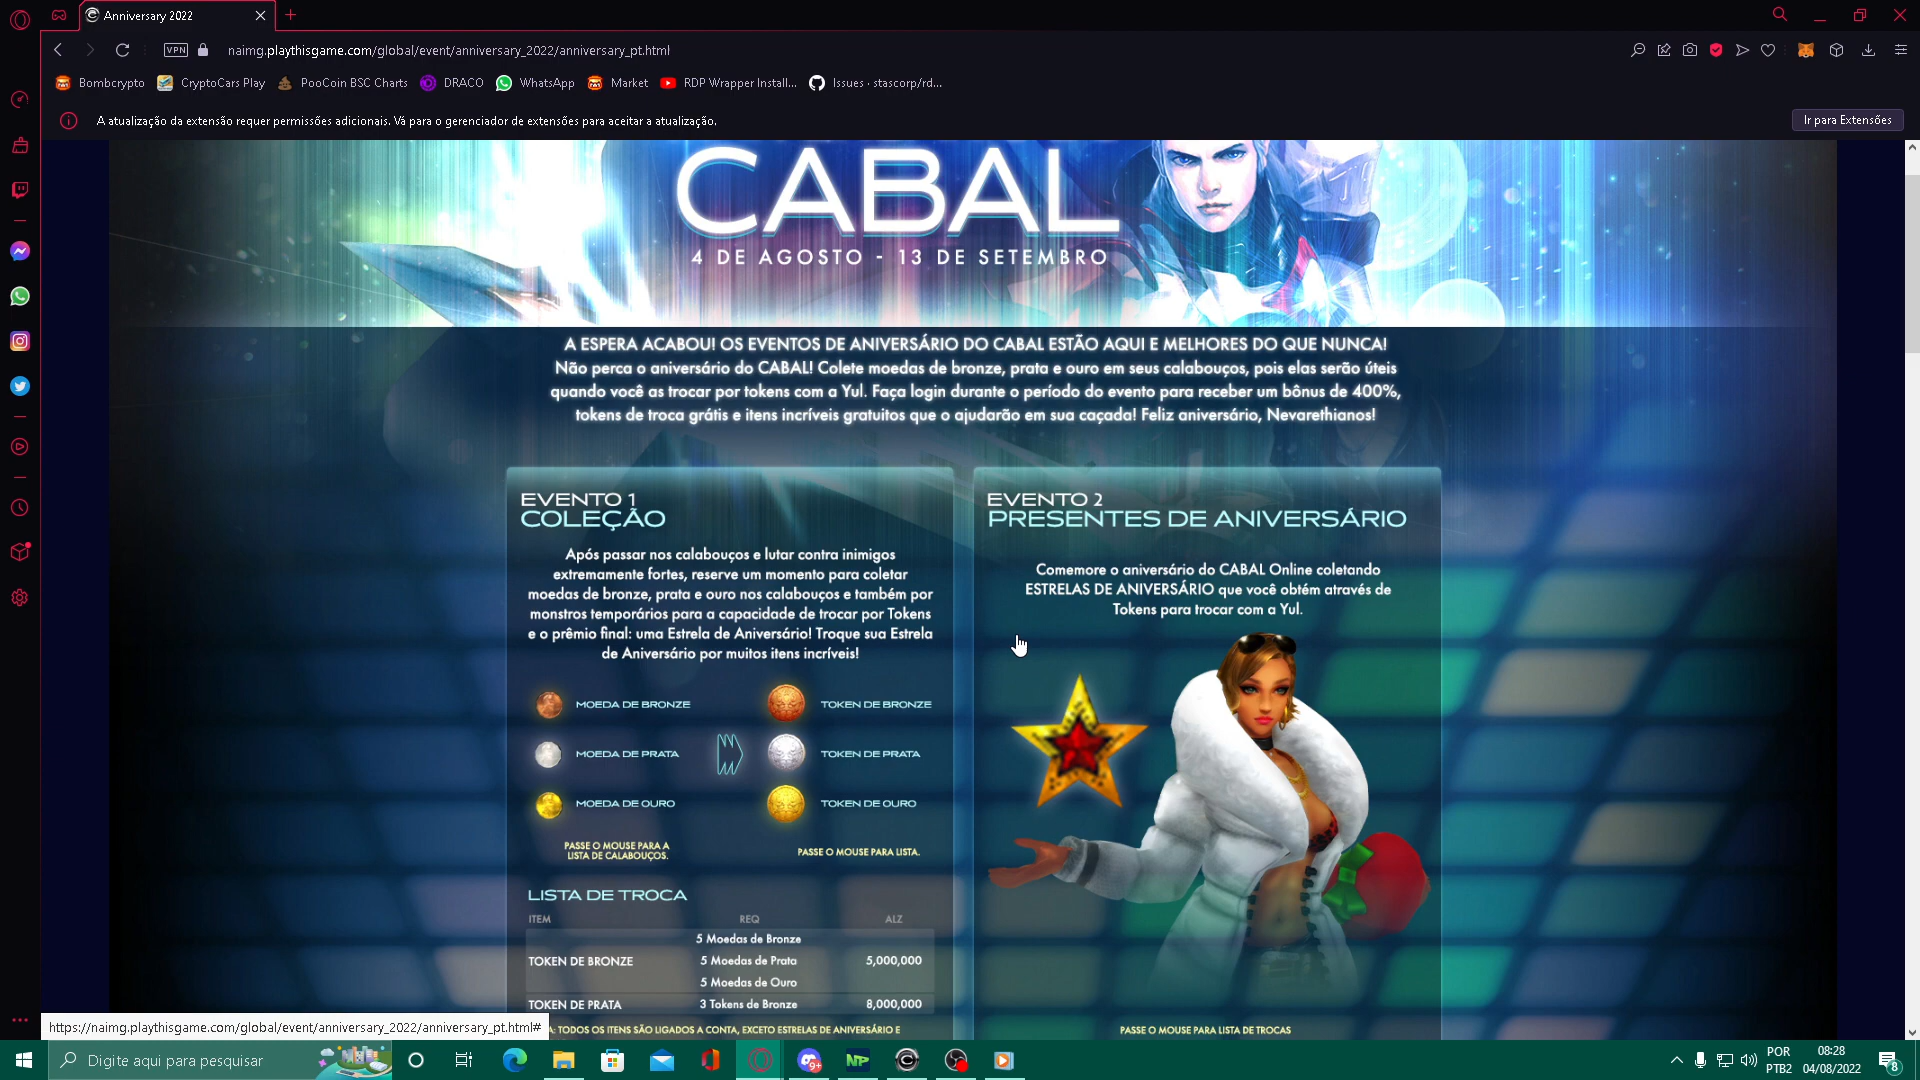 Anniversary 2022
VPN
naimg.playthisgame.com/global/event/anniversary_2022/anniversary_pt.html
Bombcrypto
CryptoCars Play
PooCoin BSC Charts
DRACO
WhatsApp
Market
RDP Wrapper Install...
Issues · stascorp/rd...
A atualização da extensão requer permissões adicionais. Vá para o gerenciador de extensões para aceitar a atualização.
Ir para Extensões
CABAL
4 DE AGOSTO - 13 DE SETEMBRO
A ESPERA ACABOU! OS EVENTOS DE ANIVERSÁRIO DO CABAL ESTÃO AQUI E MELHORES DO QUE NUNCA!
Não perca o aniversário do CABAL! Colete moedas de bronze, prata e ouro em seus calabouços, pois elas serão úteis
quando você as trocar por tokens com a Yul. Faça login durante o período do evento para receber um bônus de 400%,
tokens de troca grátis e itens incríveis gratuitos que o ajudarão em sua caçada! Feliz aniversário, Nevarethianos!
EVENTO 1
COLEÇÃO
Após passar nos calabouços e lutar contra inimigos
extremamente fortes, reserve um momento para coletar
moedas de bronze, prata e ouro nos calabouços e também por
monstros temporários para a capacidade de trocar por Tokens
e o prêmio final: uma Estrela de Aniversário! Troque sua Estrela
de Aniversário por muitos itens incríveis!
MOEDA DE BRONZE
TOKEN DE BRONZE
MOEDA DE PRATA
TOKEN DE PRATA
MOEDA DE OURO
TOKEN DE OURO
PASSE O MOUSE PARA A
LISTA DE CALABOUÇOS.
PASSE O MOUSE PARA LISTA.
LISTA DE TROCA
ITEM REQ ALZ
5 Moedas de Bronze
TOKEN DE BRONZE 5 Moedas de Prata 5,000,000
5 Moedas de Ouro
TOKEN DE PRATA 3 Tokens de Bronze 8,000,000
A: TODOS OS ITENS SÃO LIGADOS A CONTA, EXCETO ESTRELAS DE ANIVERSÁRIO E
EVENTO 2
PRESENTES DE ANIVERSÁRIO
Comemore o aniversário do CABAL Online coletando
ESTRELAS DE ANIVERSÁRIO que você obtém através de
Tokens para trocar com a Yul.
PASSE O MOUSE PARA LISTA DE TROCAS
https://naimg.playthisgame.com/global/event/anniversary_2022/anniversary_pt.html#
Digite aqui para pesquisar
9+
NP
POR
PTB2
08:28
04/08/2022
8